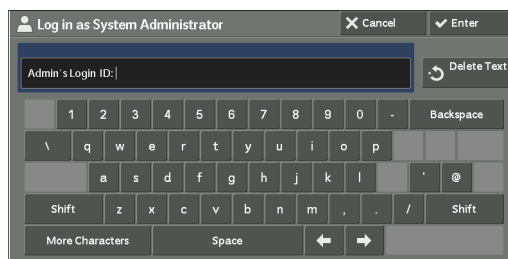 Log in as System Administrator
Cancel
Enter
Admin's Login ID:
Delete Text
1 2 3 4 5 6 7 8 9 0 - Backspace
\ q w e r t y u i o p
a s d f g h j k l ' @
Shift z x c v b n m , . / Shift
More Characters Space